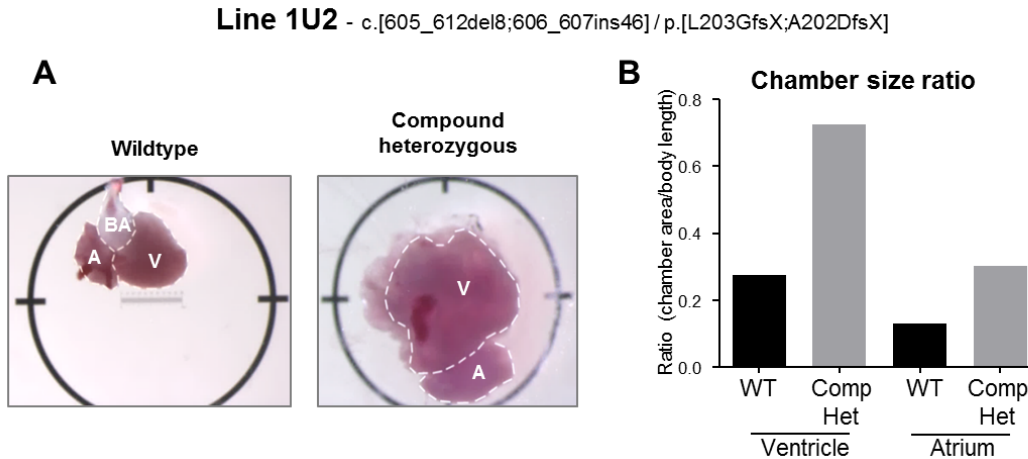 Line 1U2 - c.[605_612del8;606_607ins46] / p.[L203GfsX;A202DfsX]
A
Wildtype
Compound
heterozygous
BA
A
V
V
A
B
Chamber size ratio
Ratio (chamber area/body length)
0.8
0.6
0.4
0.2
0.0
WT
Comp
Het
WT
Comp
Het
Ventricle
Atrium